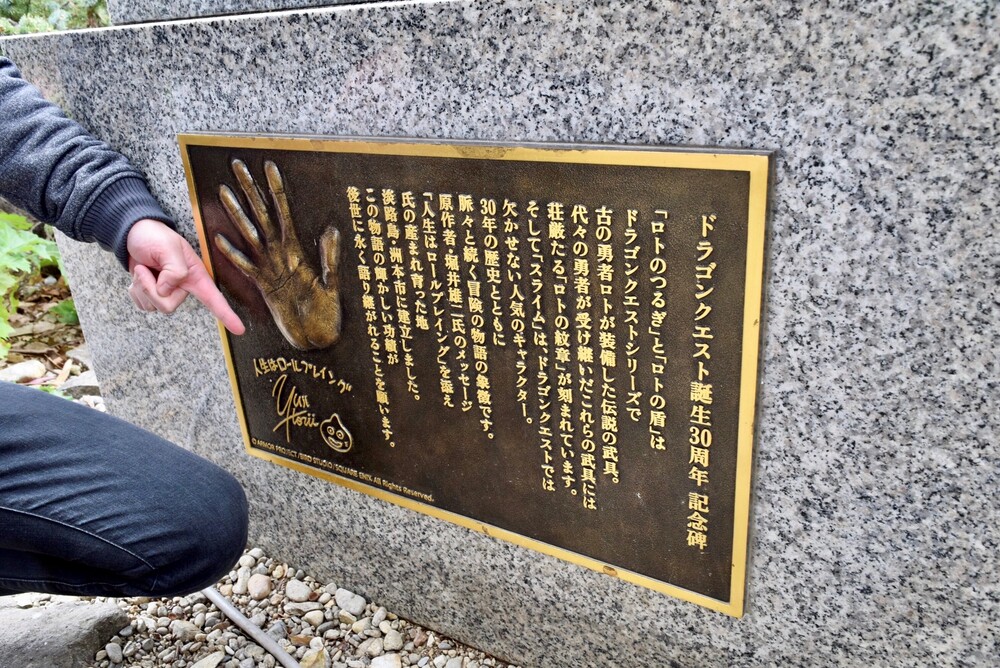 ドラゴンクエスト誕生30周年 記念碑
「ロトのつるぎ」と「ロトの盾」は
ドラゴンクエストシリーズで
古の勇者ロトが装備した伝説の武具。
代々の勇者が受け継いだこれらの武具には
荘厳たる「ロトの紋章」が刻まれています。
そして「スライム」は、ドラゴンクエストでは
欠かせない人気のキャラクター。
30年の歴史とともに
脈々と続く冒険の物語の象徴です。
原作者・堀井雄二氏のメッセージ
「人生はロールプレイング」を添え
氏の産まれ育った地
淡路島・洲本市に建立しました。
この物語の輝かしい功績が
後世に永く語り継がれることを願います。
人生はロールプレイング
Yuji
Horii
© ARMOR PROJECT/BIRD STUDIO/SQUARE ENIX All Rights Reserved.